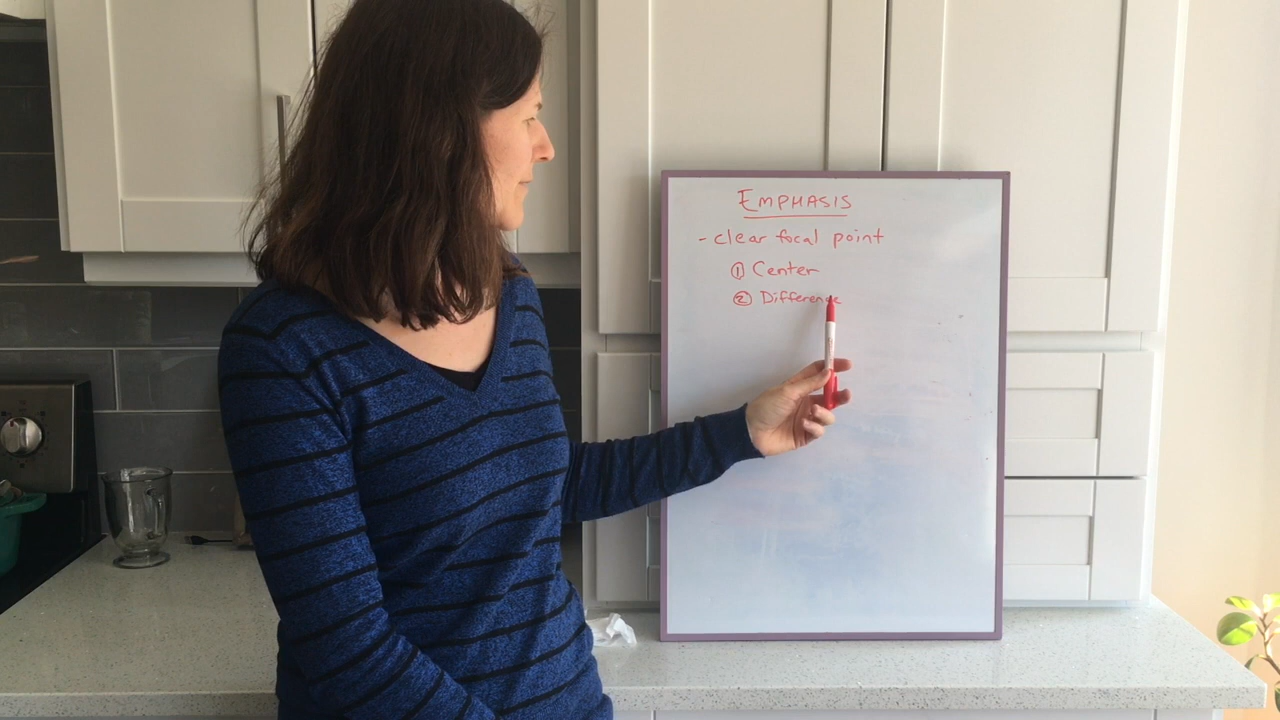 EMPHASIS
- clear focal point
① Center
② Difference